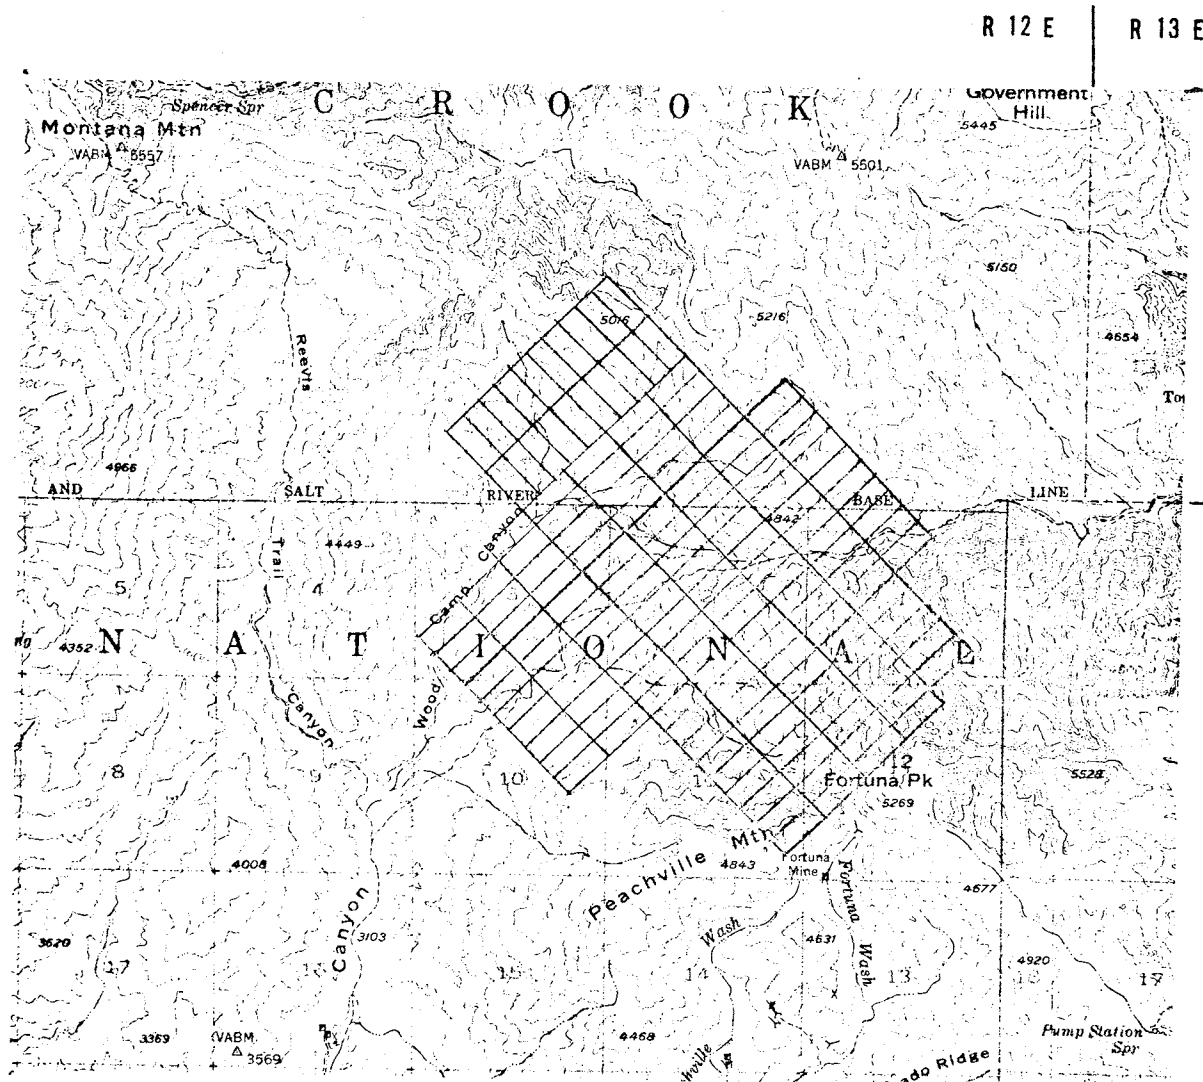 R 12 E
R 13 E
C R O O K
Spencer Spr
Montana Mtn
VABM 5557
Government
Hill
5445
VABM 5501
5150
5016
5216
4654
Reevis
4966
AND SALT RIVER BASE LINE
4842
4449
Trail
Camp Canyon
5
4
N A T I O N A L
4352
Canyon
Wood
8
9
10
12
Fortuna Pk
5269
5528
Peachville Mtn
4843
Fortuna
Mine
4008
4677
Canyon
3103
3620
Wash
Fortuna Wash
4631
4920
17
15
14
13
17
3369
VABM
3569
4468
Pump Station
Spr